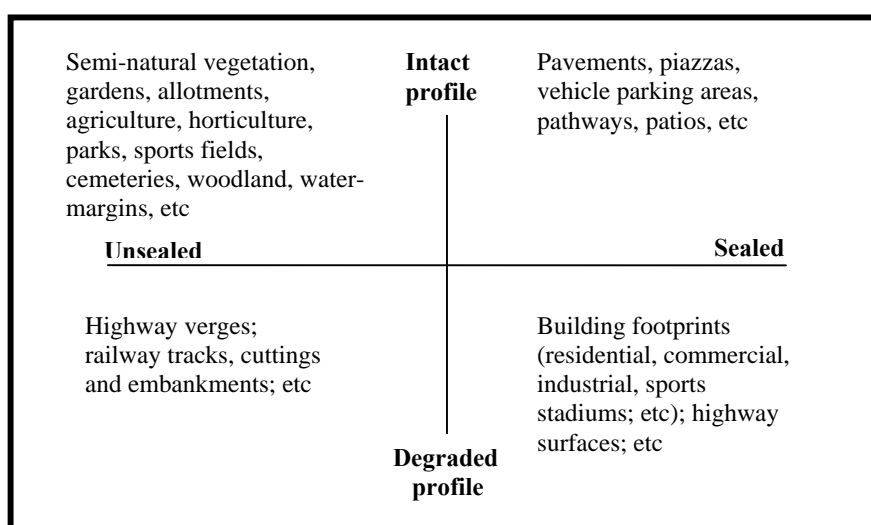 Semi-natural vegetation,
gardens, allotments,
agriculture, horticulture,
parks, sports fields,
cemeteries, woodland, water-
margins, etc
Intact
profile
Pavements, piazzas,
vehicle parking areas,
pathways, patios, etc
Unsealed
Sealed
Highway verges;
railway tracks, cuttings
and embankments; etc
Building footprints
(residential, commercial,
industrial, sports
stadiums; etc); highway
surfaces; etc
Degraded
profile